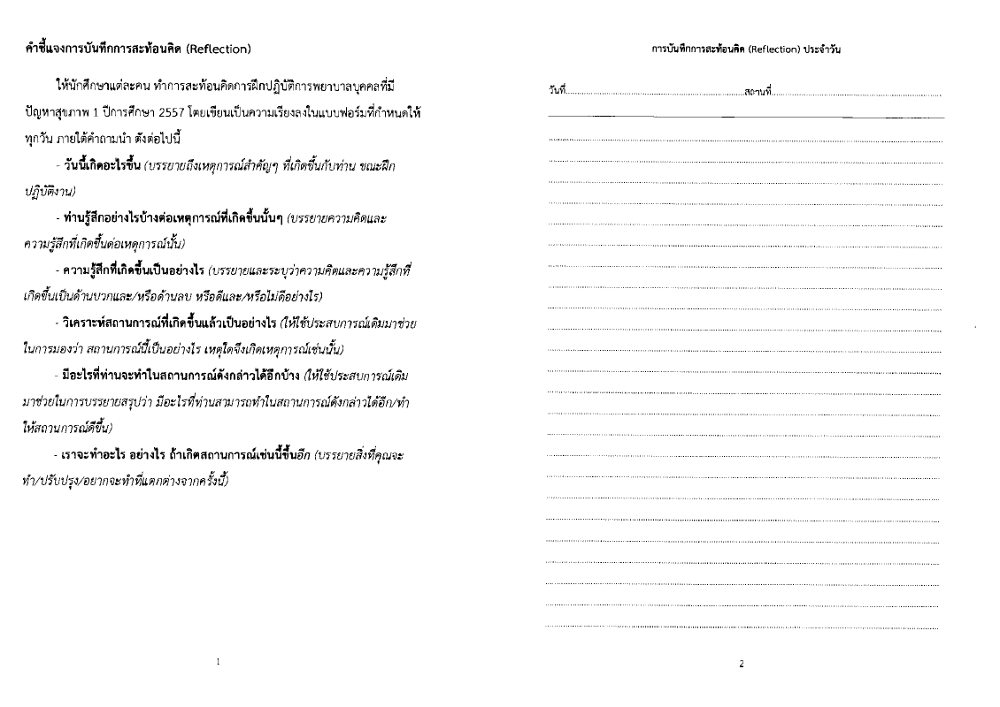 คำชี้แจงการบันทึกการสะท้อนคิด (Reflection)
ให้นักศึกษาแต่ละคน ทำการสะท้อนคิดการฝึกปฏิบัติการพยาบาลบุคคลที่มี
ปัญหาสุขภาพ 1 ปีการศึกษา 2557 โดยเขียนเป็นความเรียงลงในแบบฟอร์มที่กำหนดให้
ทุกวัน ภายใต้คำถามนำ ดังต่อไปนี้
- วันนี้เกิดอะไรขึ้น (บรรยายถึงเหตุการณ์สำคัญๆ ที่เกิดขึ้นกับท่าน ขณะฝึก
ปฏิบัติงาน)
- ท่านรู้สึกอย่างไรบ้างต่อเหตุการณ์ที่เกิดขึ้นนั้นๆ (บรรยายความคิดและ
ความรู้สึกที่เกิดขึ้นต่อเหตุการณ์นั้น)
- ความรู้สึกที่เกิดขึ้นเป็นอย่างไร (บรรยายและระบุว่าความคิดและความรู้สึกที่
เกิดขึ้นเป็นด้านบวกและ/หรือด้านลบ หรือดีและ/หรือไม่ดีอย่างไร)
- วิเคราะห์สถานการณ์ที่เกิดขึ้นแล้วเป็นอย่างไร (ให้ใช้ประสบการณ์เดิมมาช่วย
ในการมองว่า สถานการณ์นี้เป็นอย่างไร เหตุใดจึงเกิดเหตุการณ์เช่นนั้น)
- มีอะไรที่ท่านจะทำในสถานการณ์ดังกล่าวได้อีกบ้าง (ให้ใช้ประสบการณ์เดิม
มาช่วยในการบรรยายสรุปว่า มีอะไรที่ท่านสามารถทำในสถานการณ์ดังกล่าวได้อีก/ทำ
ให้สถานการณ์ดีขึ้น)
- เราจะทำอะไร อย่างไร ถ้าเกิดสถานการณ์เช่นนี้ขึ้นอีก (บรรยายสิ่งที่คุณจะ
ทำ/ปรับปรุง/อยากจะทำที่แตกต่างจากครั้งนี้)
1
การบันทึกการสะท้อนคิด (Reflection) ประจำวัน
วันที่..........................................................สถานที่..........................................................
2